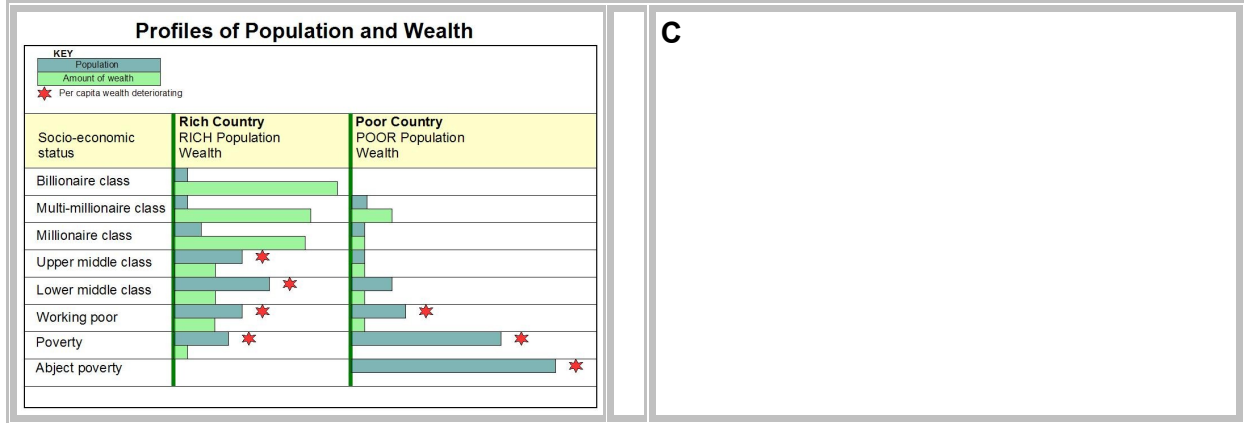 Profiles of Population and Wealth
KEY
Population
Amount of wealth
Per capita wealth deteriorating
Socio-economic
status
Rich Country
RICH Population
Wealth
Poor Country
POOR Population
Wealth
Billionaire class
Multi-millionaire class
Millionaire class
Upper middle class
Lower middle class
Working poor
Poverty
Abject poverty
C